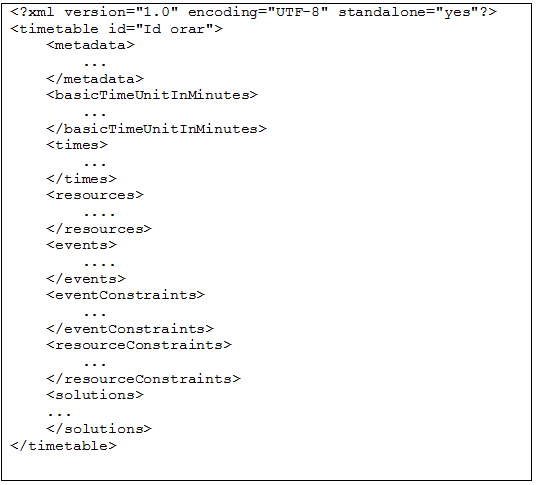 <?xml version="1.0" encoding="UTF-8" standalone="yes"?>
<timetable id="Id orar">
    <metadata>
        ...
    </metadata>
    <basicTimeUnitInMinutes>
        ...
    </basicTimeUnitInMinutes>
    <times>
        ...
    </times>
    <resources>
        ....
    </resources>
    <events>
        ....
    </events>
    <eventConstraints>
        ...
    </eventConstraints>
    <resourceConstraints>
        ...
    </resourceConstraints>
    <solutions>
    ...
    </solutions>
</timetable>